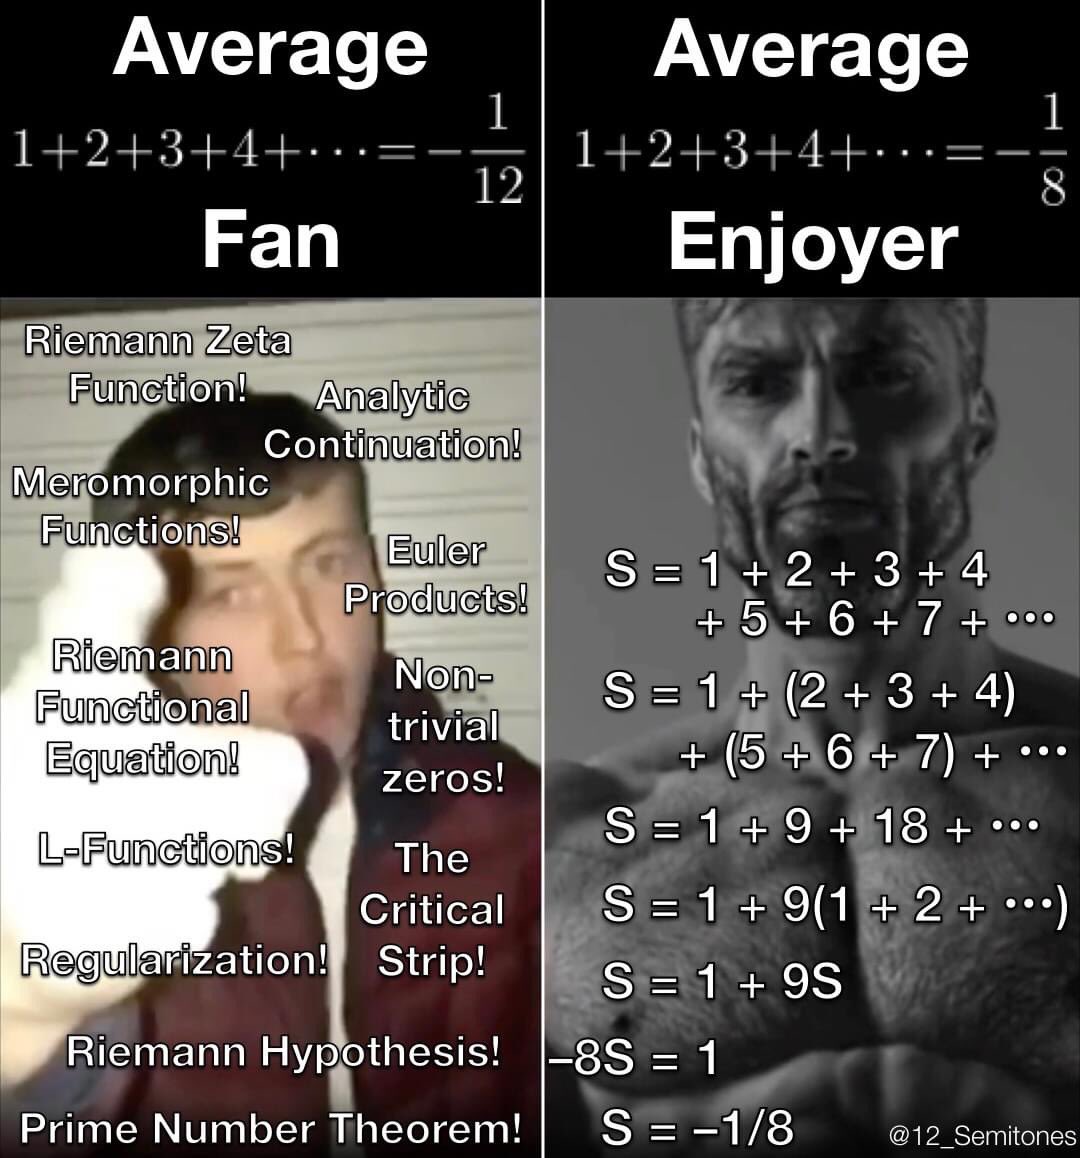 Average
1+2+3+4+···=−1/12
Fan
Average
1+2+3+4+···=−1/8
Enjoyer
Riemann Zeta
Function!
Analytic
Continuation!
Meromorphic
Functions!
Euler
Products!
Riemann
Functional
Equation!
Non-
trivial
zeros!
L-Functions!
The
Critical
Strip!
Regularization!
Riemann Hypothesis!
Prime Number Theorem!
S = 1 + 2 + 3 + 4
+ 5 + 6 + 7 + ···
S = 1 + (2 + 3 + 4)
+ (5 + 6 + 7) + ···
S = 1 + 9 + 18 + ···
S = 1 + 9(1 + 2 + ···)
S = 1 + 9S
−8S = 1
S = −1/8
@12_Semitones